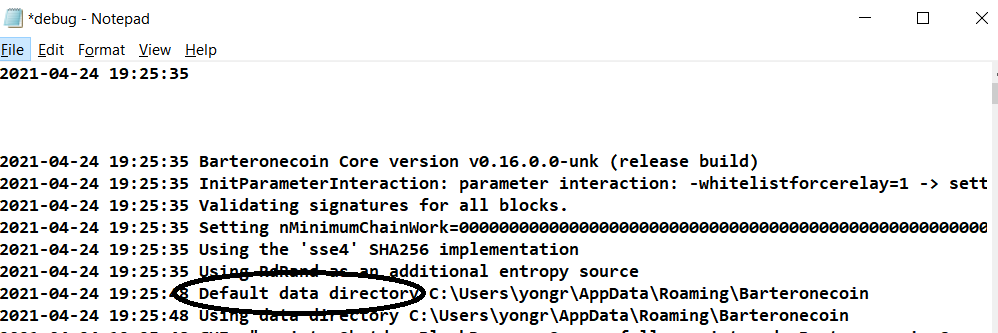 *debug - Notepad
File Edit Format View Help
2021-04-24 19:25:35
2021-04-24 19:25:35 Barteronecoin Core version v0.16.0.0-unk (release build)
2021-04-24 19:25:35 InitParameterInteraction: parameter interaction: -whitelistforcerelay=1 -> sett
2021-04-24 19:25:35 Validating signatures for all blocks.
2021-04-24 19:25:35 Setting nMinimumChainWork=00000000000000000000000000000000000000000000000000000
2021-04-24 19:25:35 Using the 'sse4' SHA256 implementation
2021-04-24 19:25:35 Using RdRand as an additional entropy source
2021-04-24 19:25:48 Default data directory C:\Users\yongr\AppData\Roaming\Barteronecoin
2021-04-24 19:25:48 Using data directory C:\Users\yongr\AppData\Roaming\Barteronecoin